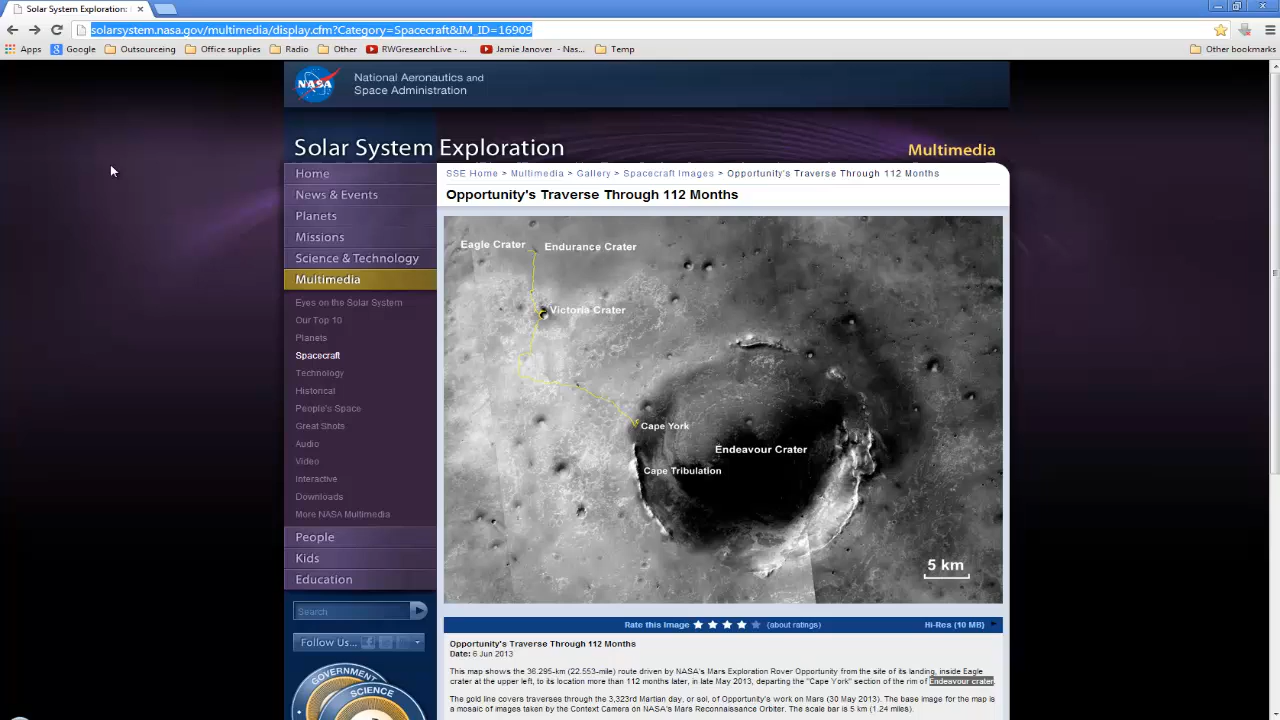 Solar System Exploration:
solarsystem.nasa.gov/multimedia/display.cfm?Category=Spacecraft&IM_ID=16909
Apps Google Outsourcing Office supplies Radio Other RWGresearchLive - ... Jamie Janover - Nas... Temp Other bookmarks
NASA
National Aeronautics and
Space Administration
Solar System Exploration
Multimedia
Home
News & Events
Planets
Missions
Science & Technology
Multimedia
Eyes on the Solar System
Our Top 10
Planets
Spacecraft
Technology
Historical
People's Space
Great Shots
Audio
Video
Interactive
Downloads
More NASA Multimedia
People
Kids
Education
Search
Follow Us...
GOVERNMENT
SCIENCE
SSE Home > Multimedia > Gallery > Spacecraft Images > Opportunity's Traverse Through 112 Months
Opportunity's Traverse Through 112 Months
Eagle Crater
Endurance Crater
Victoria Crater
Cape York
Endeavour Crater
Cape Tribulation
5 km
Rate this Image (about ratings) Hi-Res (10 MB)
Opportunity's Traverse Through 112 Months
Date: 6 Jun 2013
This map shows the 36.295-km (22.553-mile) route driven by NASA's Mars Exploration Rover Opportunity from the site of its landing, inside Eagle
crater at the upper left, to its location more than 112 months later, in late May 2013, departing the "Cape York" section of the rim of Endeavour crater.
The gold line covers traverses through the 3,323rd Martian day, or sol, of Opportunity's work on Mars (30 May 2013). The base image for the map is
a mosaic of images taken by the Context Camera on NASA's Mars Reconnaissance Orbiter. The scale bar is 5 km (1.24 miles).